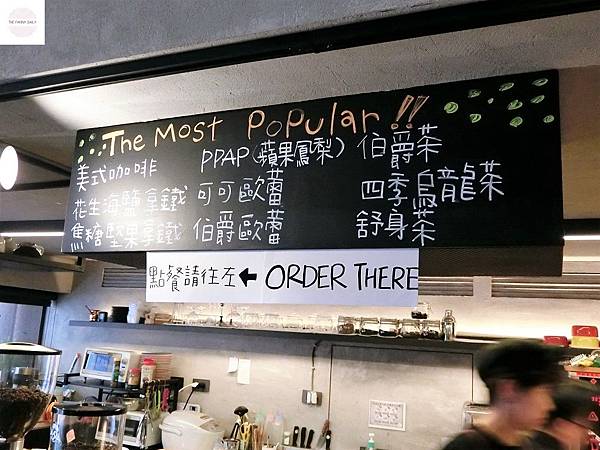 THE FUNNY DAILY
The Most Popular!!
美式咖啡 PPAP(蘋果鳳梨) 伯爵茶
花生海鹽拿鐵 可可歐蕾 四季烏龍茶
焦糖堅果拿鐵 伯爵歐蕾 舒身茶
點餐請往左← ORDER THERE